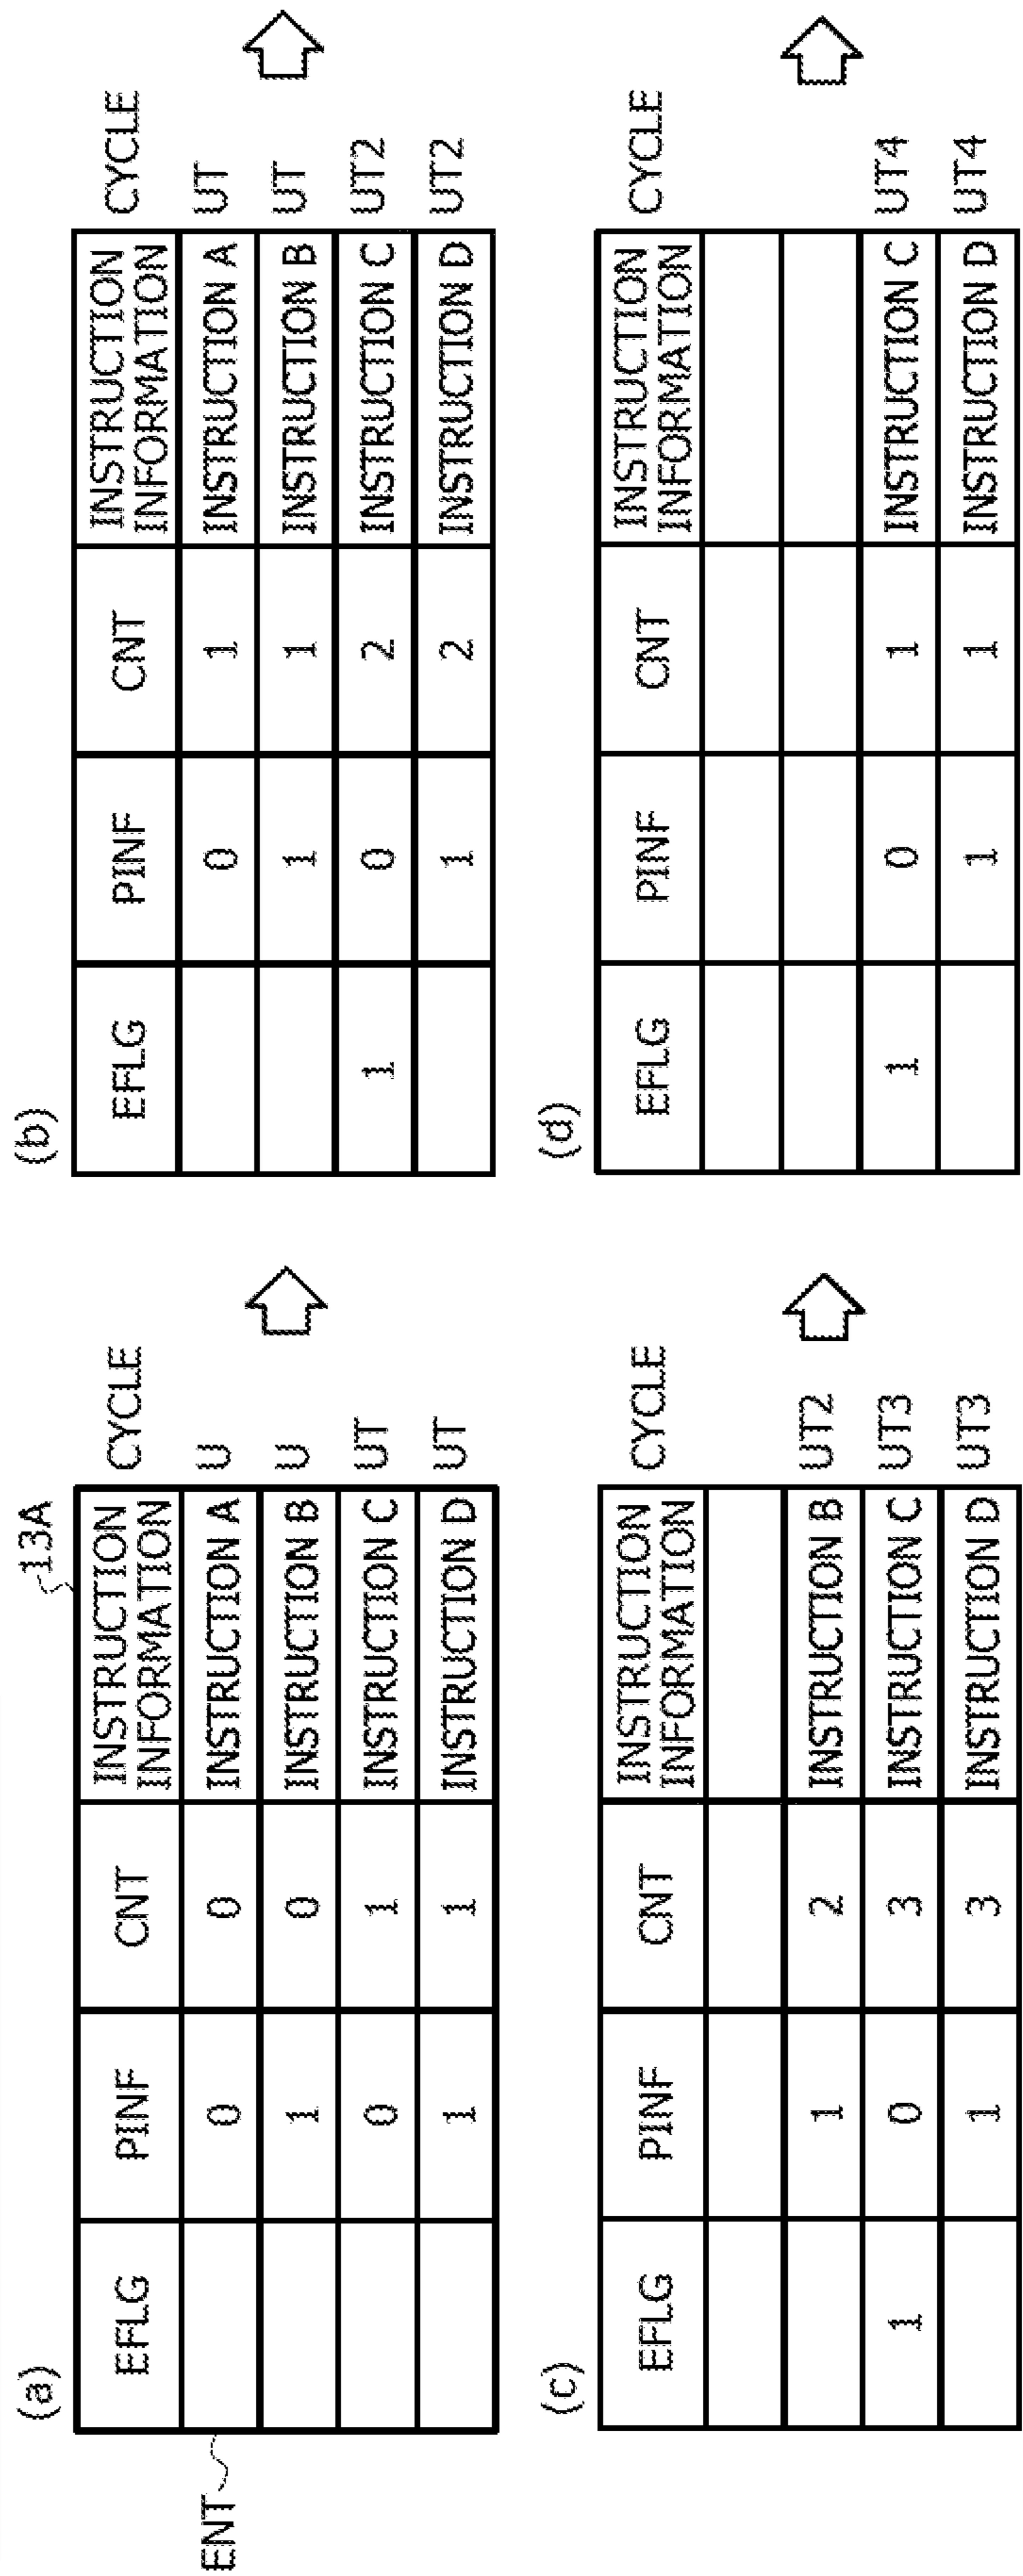 (a)
13A
EFLG PINF CNT INSTRUCTION INFORMATION CYCLE
ENT
0 0 INSTRUCTION A U
1 0 INSTRUCTION B U
0 1 INSTRUCTION C UT
1 1 INSTRUCTION D UT
(b)
EFLG PINF CNT INSTRUCTION INFORMATION CYCLE
0 1 INSTRUCTION A UT
1 1 INSTRUCTION B UT
1 0 2 INSTRUCTION C UT2
1 2 INSTRUCTION D UT2
(c)
EFLG PINF CNT INSTRUCTION INFORMATION CYCLE
1 2 INSTRUCTION B UT2
1 0 3 INSTRUCTION C UT3
1 3 INSTRUCTION D UT3
(d)
EFLG PINF CNT INSTRUCTION INFORMATION CYCLE
1 0 1 INSTRUCTION C UT4
1 1 INSTRUCTION D UT4